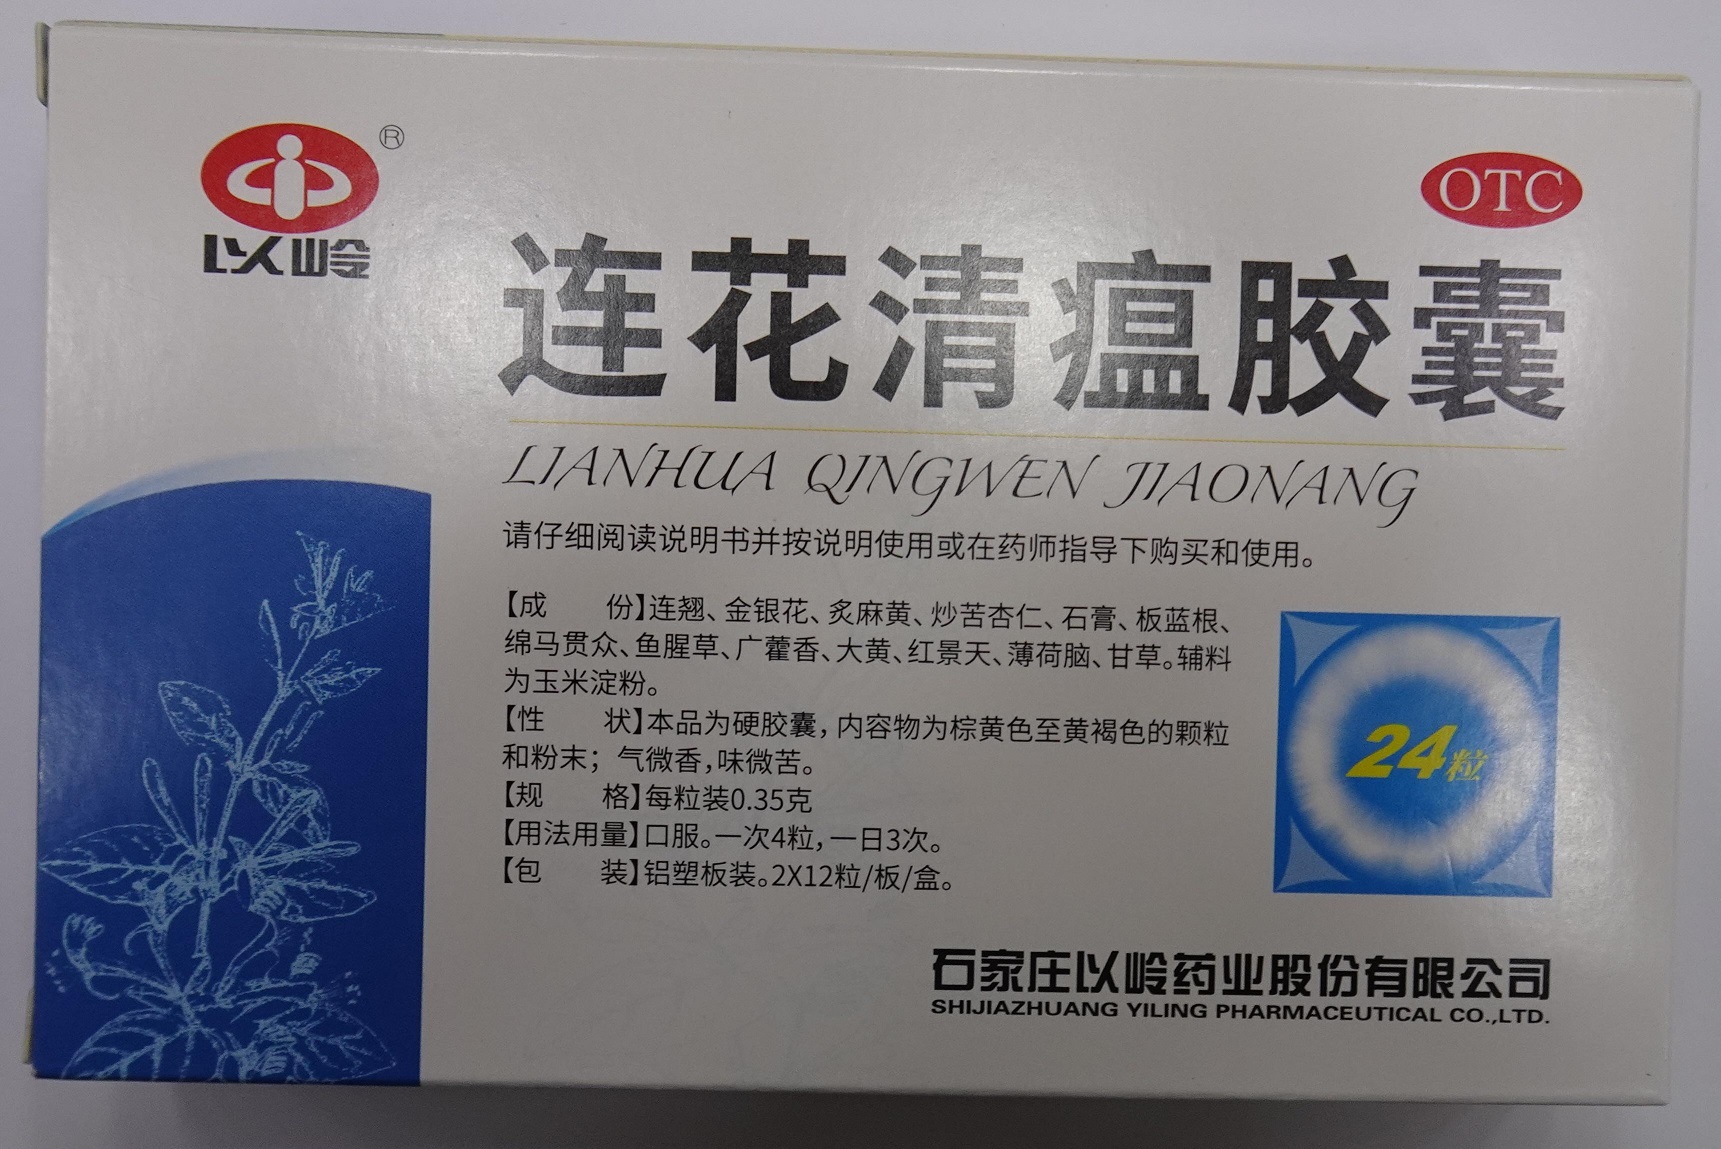 ®
以岭
OTC
连花清瘟胶囊
LIANHUA QINGWEN JIAONANG
请仔细阅读说明书并按说明使用或在药师指导下购买和使用。
【成　　份】连翘、金银花、炙麻黄、炒苦杏仁、石膏、板蓝根、
绵马贯众、鱼腥草、广藿香、大黄、红景天、薄荷脑、甘草。辅料
为玉米淀粉。
【性　　状】本品为硬胶囊，内容物为棕黄色至黄褐色的颗粒
和粉末；气微香，味微苦。
【规　　格】每粒装0.35克
【用法用量】口服。一次4粒，一日3次。
【包　　装】铝塑板装。2X12粒/板/盒。
24粒
石家庄以岭药业股份有限公司
SHIJIAZHUANG YILING PHARMACEUTICAL CO.,LTD.